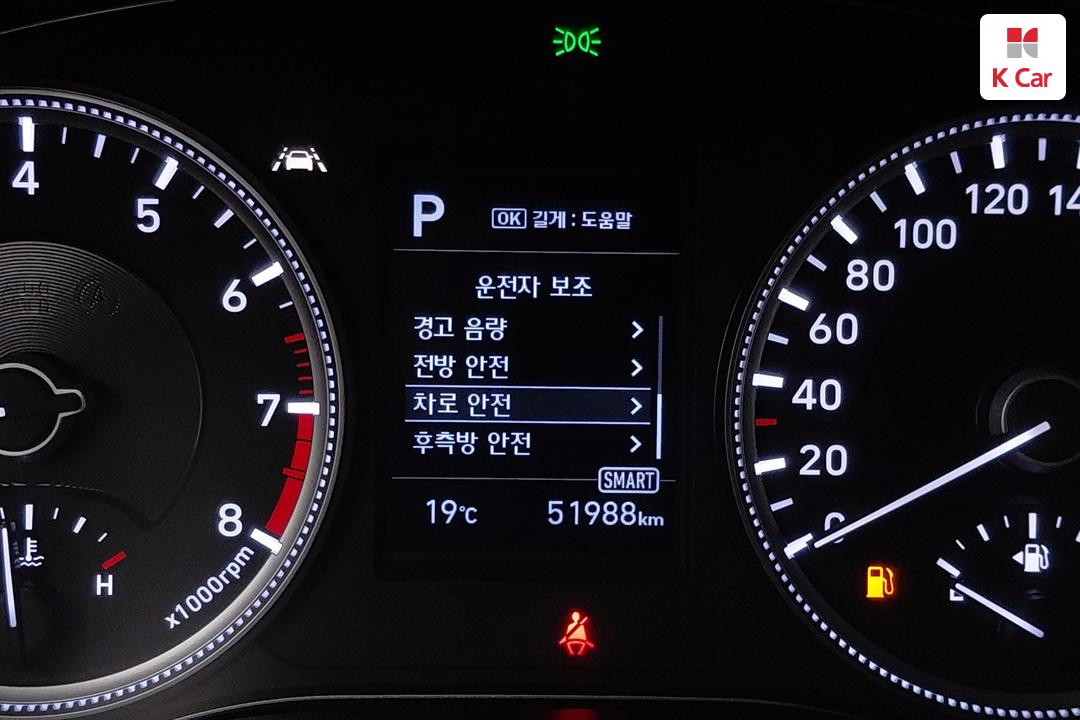 K Car
P OK 길게 : 도움말
운전자 보조
경고 음량
전방 안전
차로 안전
후측방 안전
SMART
19℃ 51988km
4
5
6
7
8
x1000rpm
H
0
20
40
60
80
100
120